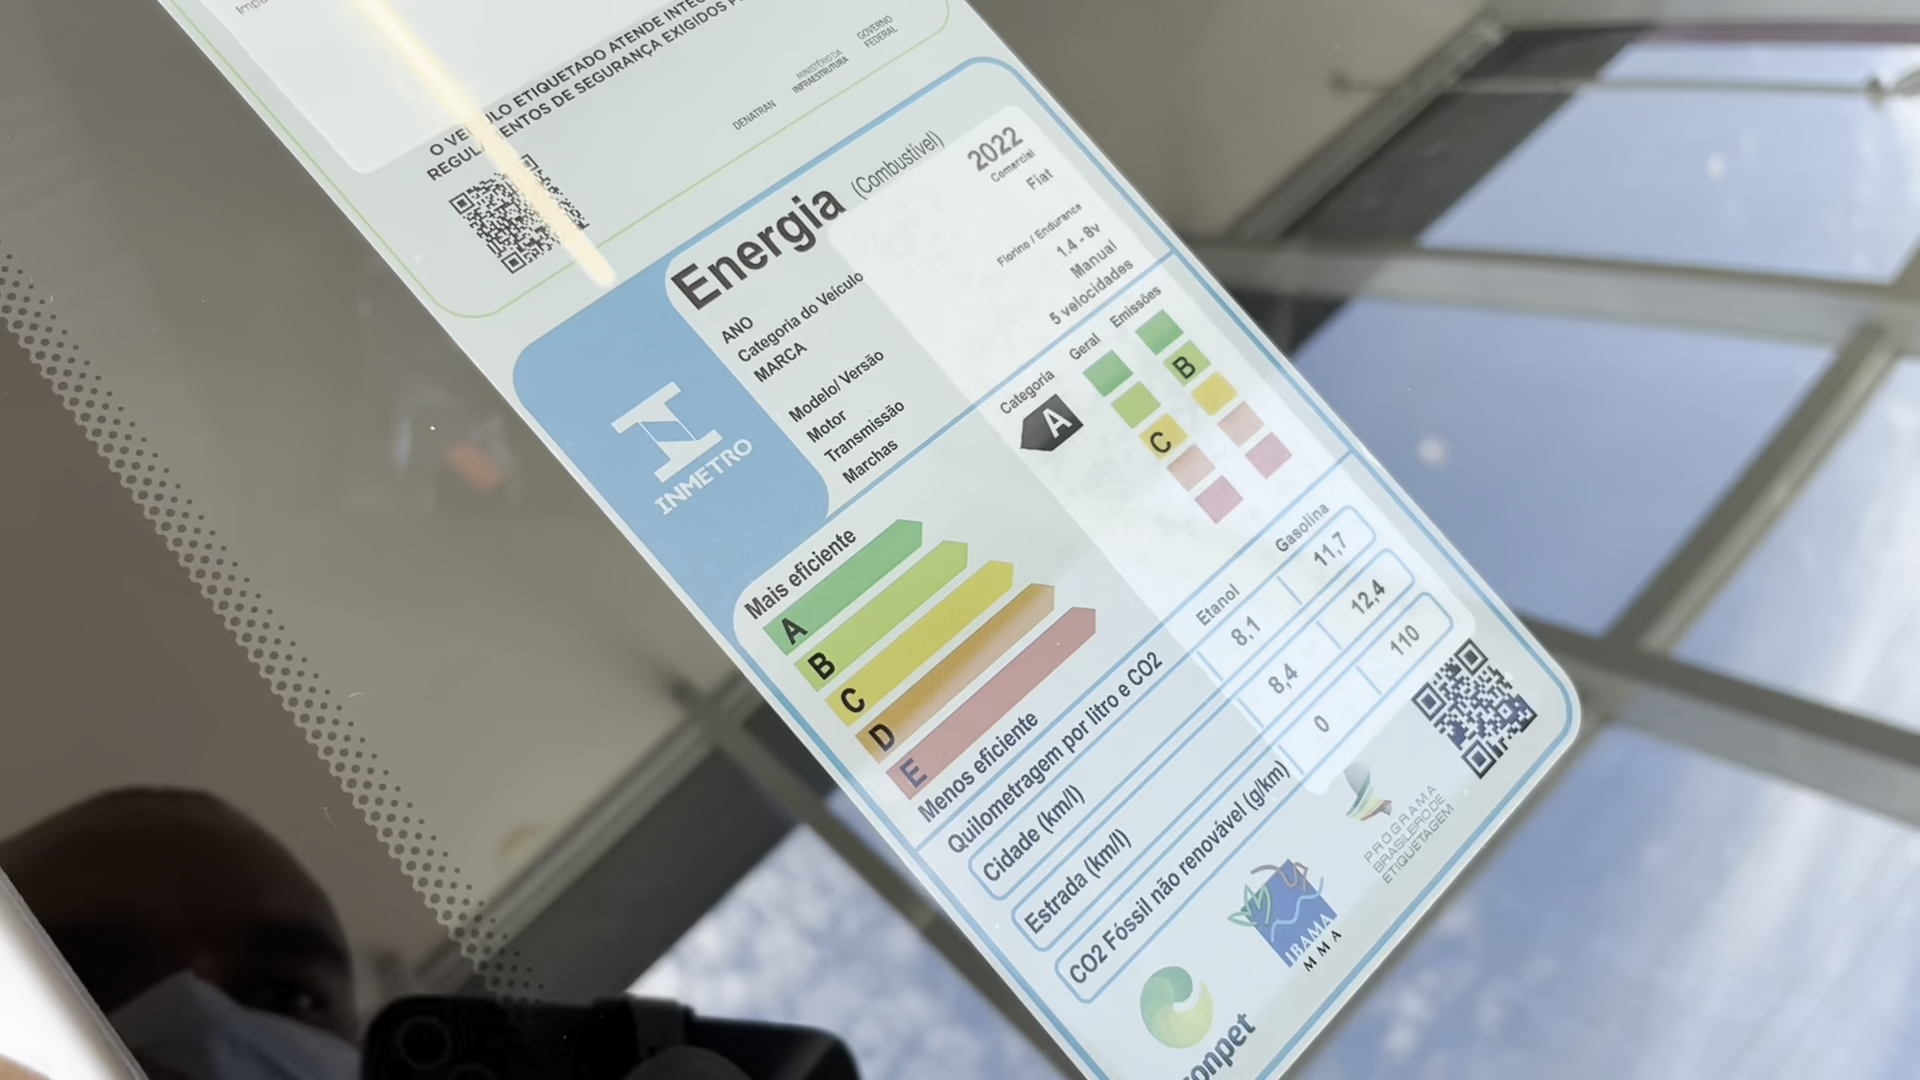 O VE LO ETIQUETADO ATENDE
REGUL ENTOS DE SEGURANÇA EXIGIDOS
DENATRAN
MINISTÉRIO DA
INFRAESTRUTURA
GOVERNO
FEDERAL
Energia (Combustível)
ANO 2022
Categoria do Veículo Comercial
MARCA Fiat
Modelo/ Versão Fiorino / Endurance
Motor 1.4 - 8v
Transmissão Manual
Marchas 5 velocidades
INMETRO
Categoria Geral Emissões
A
B
C
Mais eficiente
A
B
C
D
E
Menos eficiente
Quilometragem por litro e CO2 Etanol Gasolina
Cidade (km/l) 8,1 11,7
Estrada (km/l) 8,4 12,4
CO2 Fóssil não renovável (g/km) 0 110
onpet
IBAMA
MMA
PROGRAMA
BRASILEIRO DE
ETIQUETAGEM